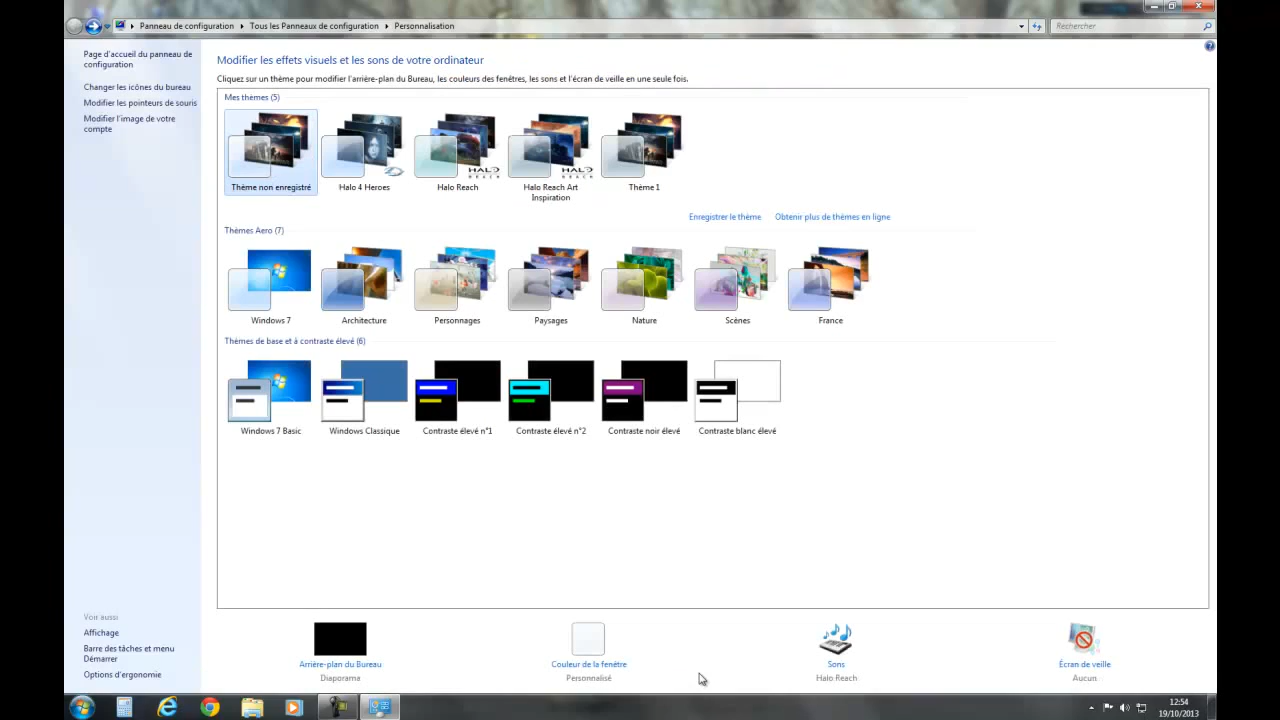 Panneau de configuration Tous les Panneaux de configuration Personnalisation
Rechercher
Page d'accueil du panneau de
configuration
Changer les icônes du bureau
Modifier les pointeurs de souris
Modifier l'image de votre
compte
Modifier les effets visuels et les sons de votre ordinateur
Cliquez sur un thème pour modifier l'arrière-plan du Bureau, les couleurs des fenêtres, les sons et l'écran de veille en une seule fois.
Mes thèmes (5)
HALO
REACH
HALO
REACH
Thème non enregistré
Halo 4 Heroes
Halo Reach
Halo Reach Art
Inspiration
Thème 1
Enregistrer le thème
Obtenir plus de thèmes en ligne
Thèmes Aero (7)
Windows 7
Architecture
Personnages
Paysages
Nature
Scènes
France
Thèmes de base et à contraste élevé (6)
Windows 7 Basic
Windows Classique
Contraste élevé n°1
Contraste élevé n°2
Contraste noir élevé
Contraste blanc élevé
Voir aussi
Affichage
Barre des tâches et menu
Démarrer
Options d'ergonomie
Arrière-plan du Bureau
Diaporama
Couleur de la fenêtre
Personnalisé
Sons
Halo Reach
Écran de veille
Aucun
12:54
19/10/2013